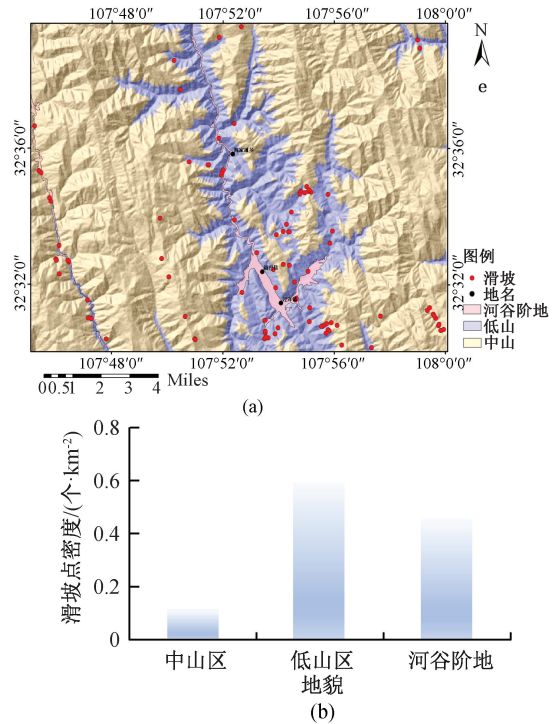 (a)
107°48′0″ 107°52′0″ 107°56′0″ 108°0′0″
N
e
32°36′0″ 32°36′0″
32°32′0″ 32°32′0″
图例
滑坡
地名
河谷阶地
低山
中山
107°48′0″ 107°52′0″ 107°56′0″ 108°0′0″
00.51 2 3 4 Miles
(a)
滑坡点密度/(个·km⁻²)
0.8
0.6
0.4
0.2
0
中山区 低山区 河谷阶地
地貌
(b)